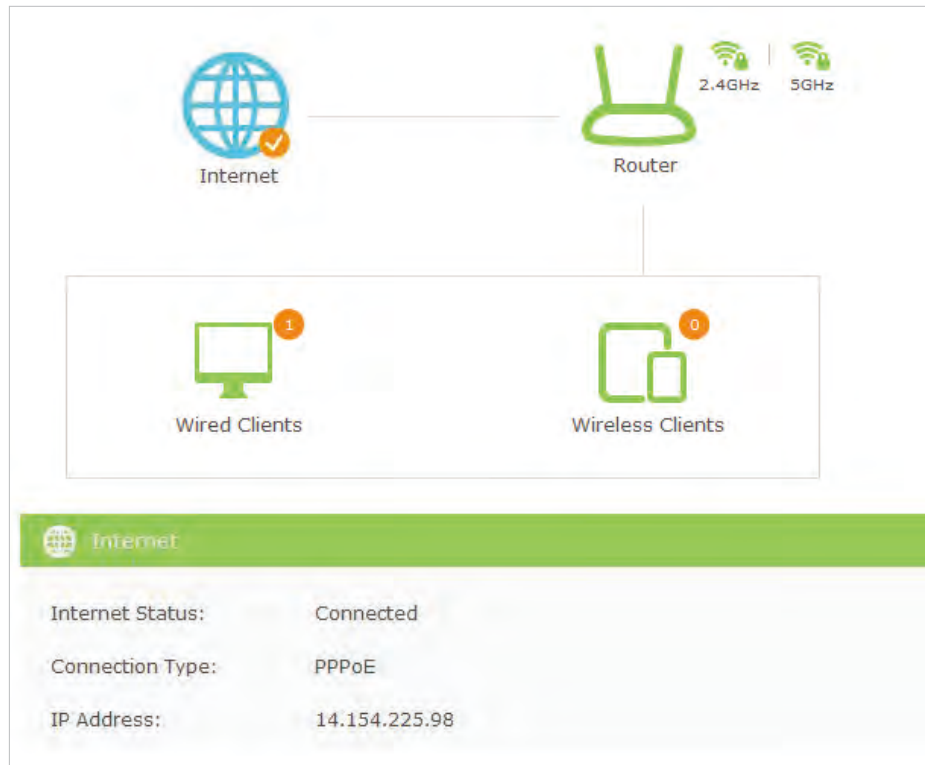 2.4GHz 5GHz
Internet
Router
1
0
Wired Clients
Wireless Clients
Internet
Internet Status: Connected
Connection Type: PPPoE
IP Address: 14.154.225.98